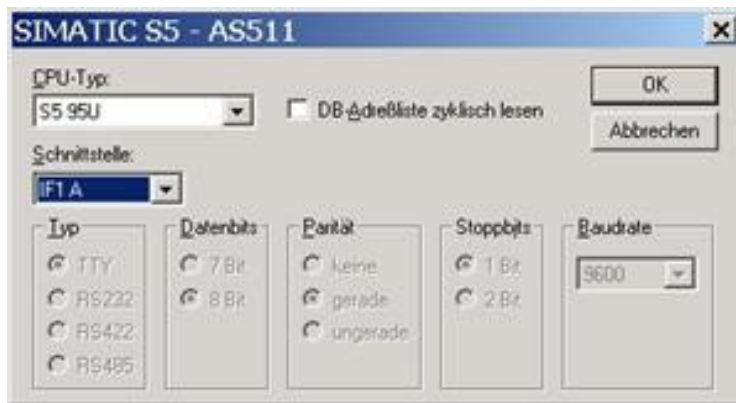 SIMATIC S5 - AS511
CPU-Typ:
S5 95U
DB-Adreßliste zyklisch lesen
OK
Abbrechen
Schnittstelle:
IF1 A
Typ
TTY
RS232
RS422
RS485
Datenbits
7 Bit
8 Bit
Parität
keine
gerade
ungerade
Stoppbits
1 Bit
2 Bit
Baudrate
9600